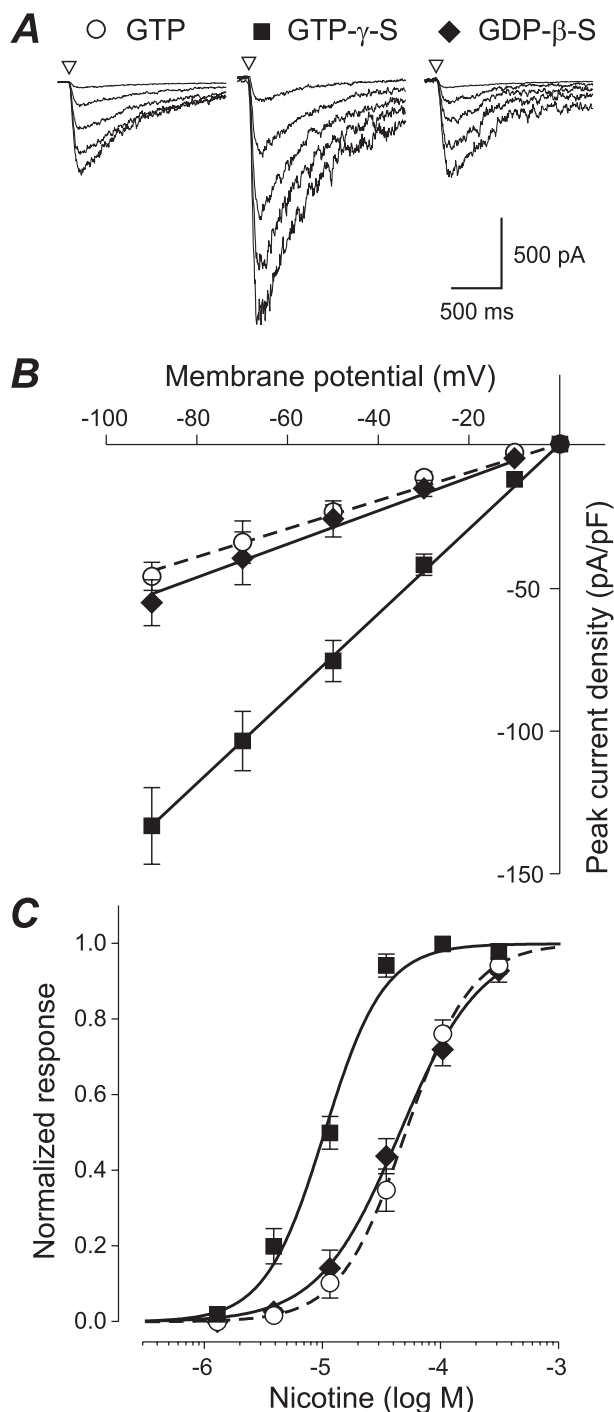 A
GTP GTP-γ-S GDP-β-S
500 pA
500 ms
B
Membrane potential (mV)
-100 -80 -60 -40 -20
-50
-100
-150
Peak current density (pA/pF)
C
1.0
0.8
0.6
0.4
0.2
0.0
Normalized response
-6 -5 -4 -3
Nicotine (log M)